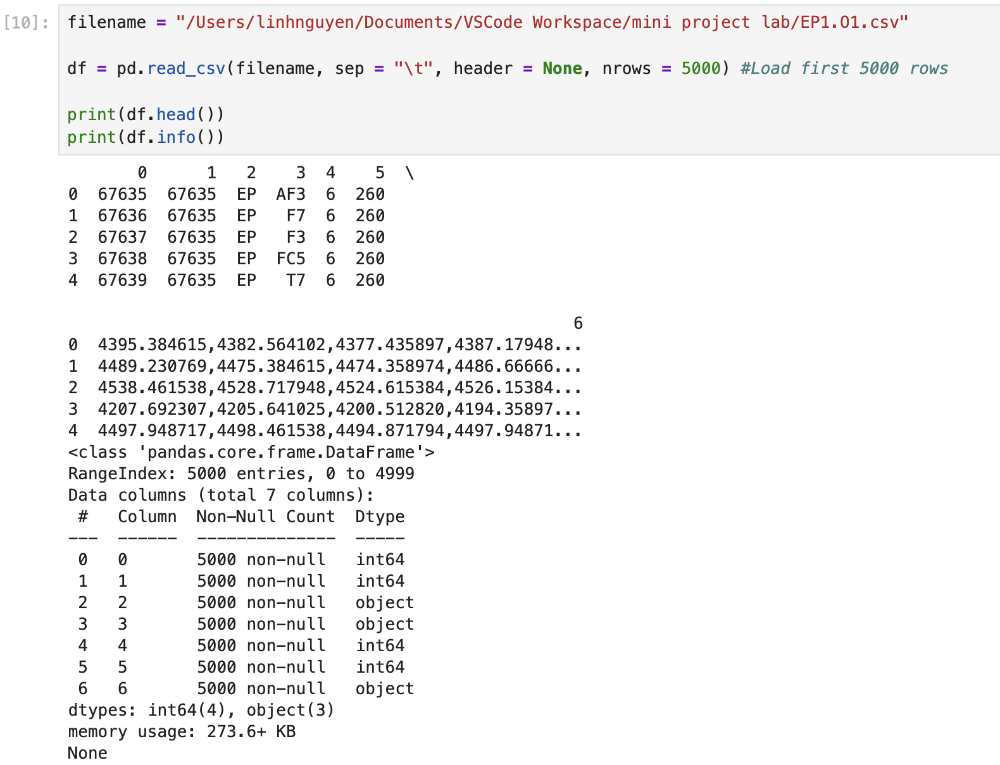 [10]: filename = "/Users/linhnguyen/Documents/VSCode Workspace/mini project lab/EP1.01.csv"
df = pd.read_csv(filename, sep = "\t", header = None, nrows = 5000) #Load first 5000 rows
print(df.head())
print(df.info())
       0      1   2    3  4    5  \
0  67635  67635  EP  AF3  6  260
1  67636  67635  EP   F7  6  260
2  67637  67635  EP   F3  6  260
3  67638  67635  EP  FC5  6  260
4  67639  67635  EP   T7  6  260
                                                   6
0  4395.384615,4382.564102,4377.435897,4387.17948...
1  4489.230769,4475.384615,4474.358974,4486.66666...
2  4538.461538,4528.717948,4524.615384,4526.15384...
3  4207.692307,4205.641025,4200.512820,4194.35897...
4  4497.948717,4498.461538,4494.871794,4497.94871...
<class 'pandas.core.frame.DataFrame'>
RangeIndex: 5000 entries, 0 to 4999
Data columns (total 7 columns):
 #   Column  Non-Null Count  Dtype
---  ------  --------------  -----
 0   0       5000 non-null   int64
 1   1       5000 non-null   int64
 2   2       5000 non-null   object
 3   3       5000 non-null   object
 4   4       5000 non-null   int64
 5   5       5000 non-null   int64
 6   6       5000 non-null   object
dtypes: int64(4), object(3)
memory usage: 273.6+ KB
None